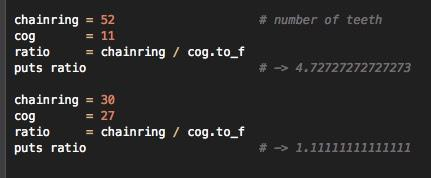 chainring = 52 # number of teeth
cog = 11
ratio = chainring / cog.to_f
puts ratio # -> 4.72727272727273
chainring = 30
cog = 27
ratio = chainring / cog.to_f
puts ratio # -> 1.11111111111111